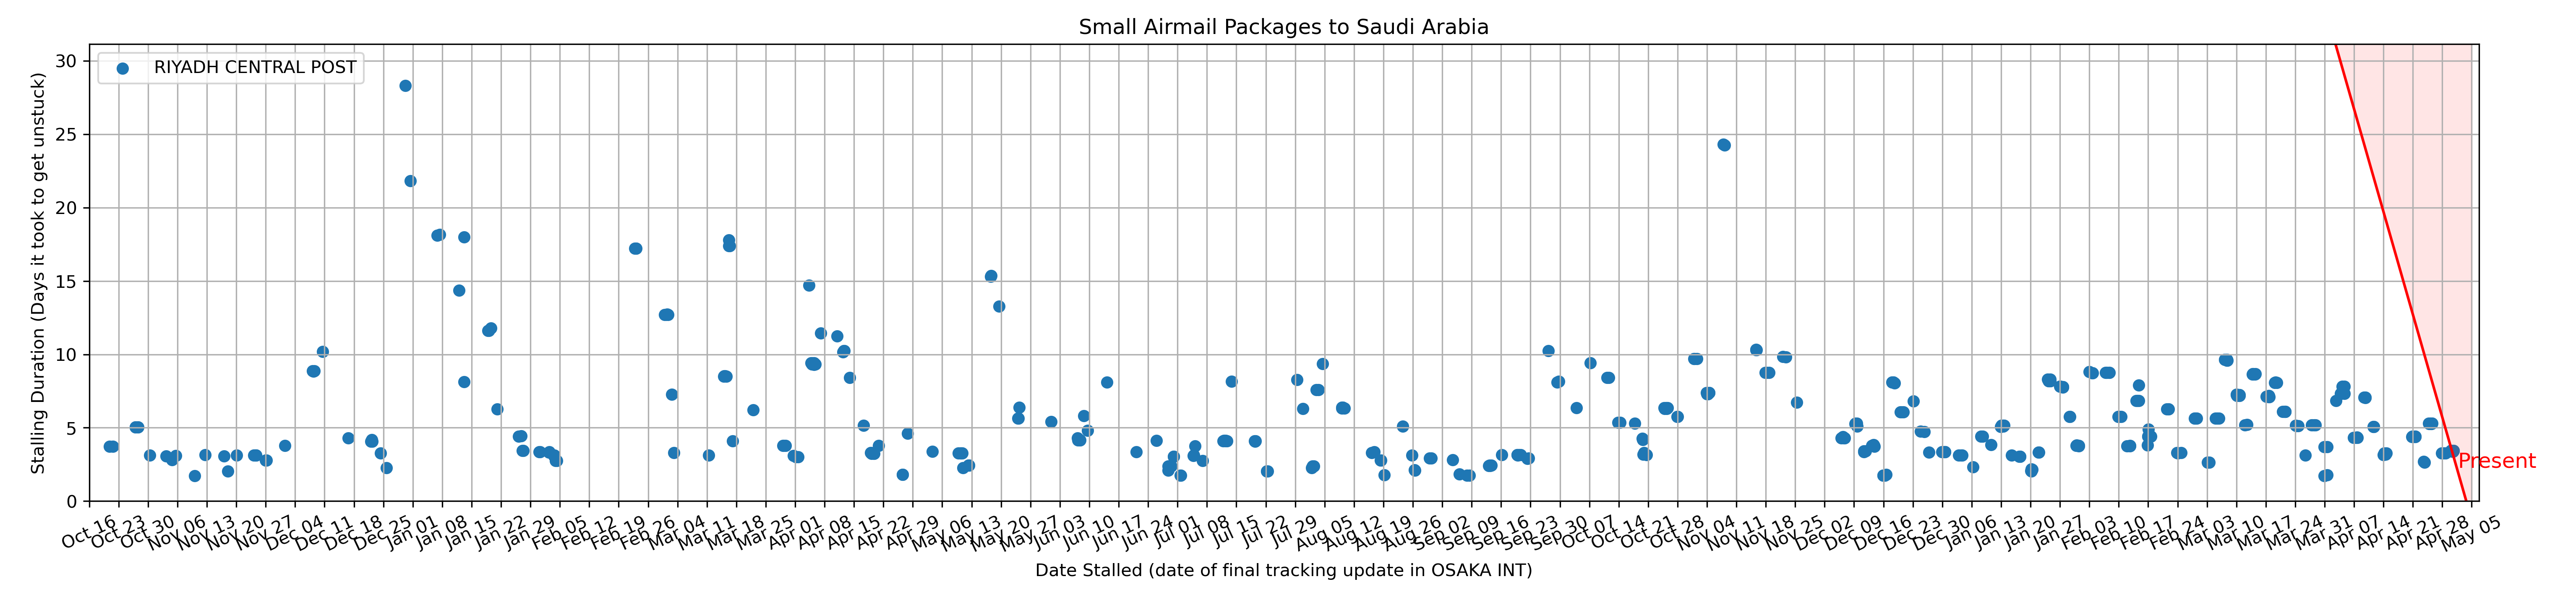 Small Airmail Packages to Saudi Arabia
RIYADH CENTRAL POST
Stalling Duration (Days it took to get unstuck)
30
25
20
15
10
5
0
Present
Oct 16
Oct 23
Oct 30
Nov 06
Nov 13
Nov 20
Nov 27
Dec 04
Dec 11
Dec 18
Dec 25
Jan 01
Jan 08
Jan 15
Jan 22
Jan 29
Feb 05
Feb 12
Feb 19
Feb 26
Mar 04
Mar 11
Mar 18
Mar 25
Apr 01
Apr 08
Apr 15
Apr 22
Apr 29
May 06
May 13
May 20
May 27
Jun 03
Jun 10
Jun 17
Jun 24
Jul 01
Jul 08
Jul 15
Jul 22
Jul 29
Aug 05
Aug 12
Aug 19
Aug 26
Sep 02
Sep 09
Sep 16
Sep 23
Sep 30
Oct 07
Oct 14
Oct 21
Oct 28
Nov 04
Nov 11
Nov 18
Nov 25
Dec 02
Dec 09
Dec 16
Dec 23
Dec 30
Jan 06
Jan 13
Jan 20
Jan 27
Feb 03
Feb 10
Feb 17
Feb 24
Mar 03
Mar 10
Mar 17
Mar 24
Mar 31
Apr 07
Apr 14
Apr 21
Apr 28
May 05
Date Stalled (date of final tracking update in OSAKA INT)